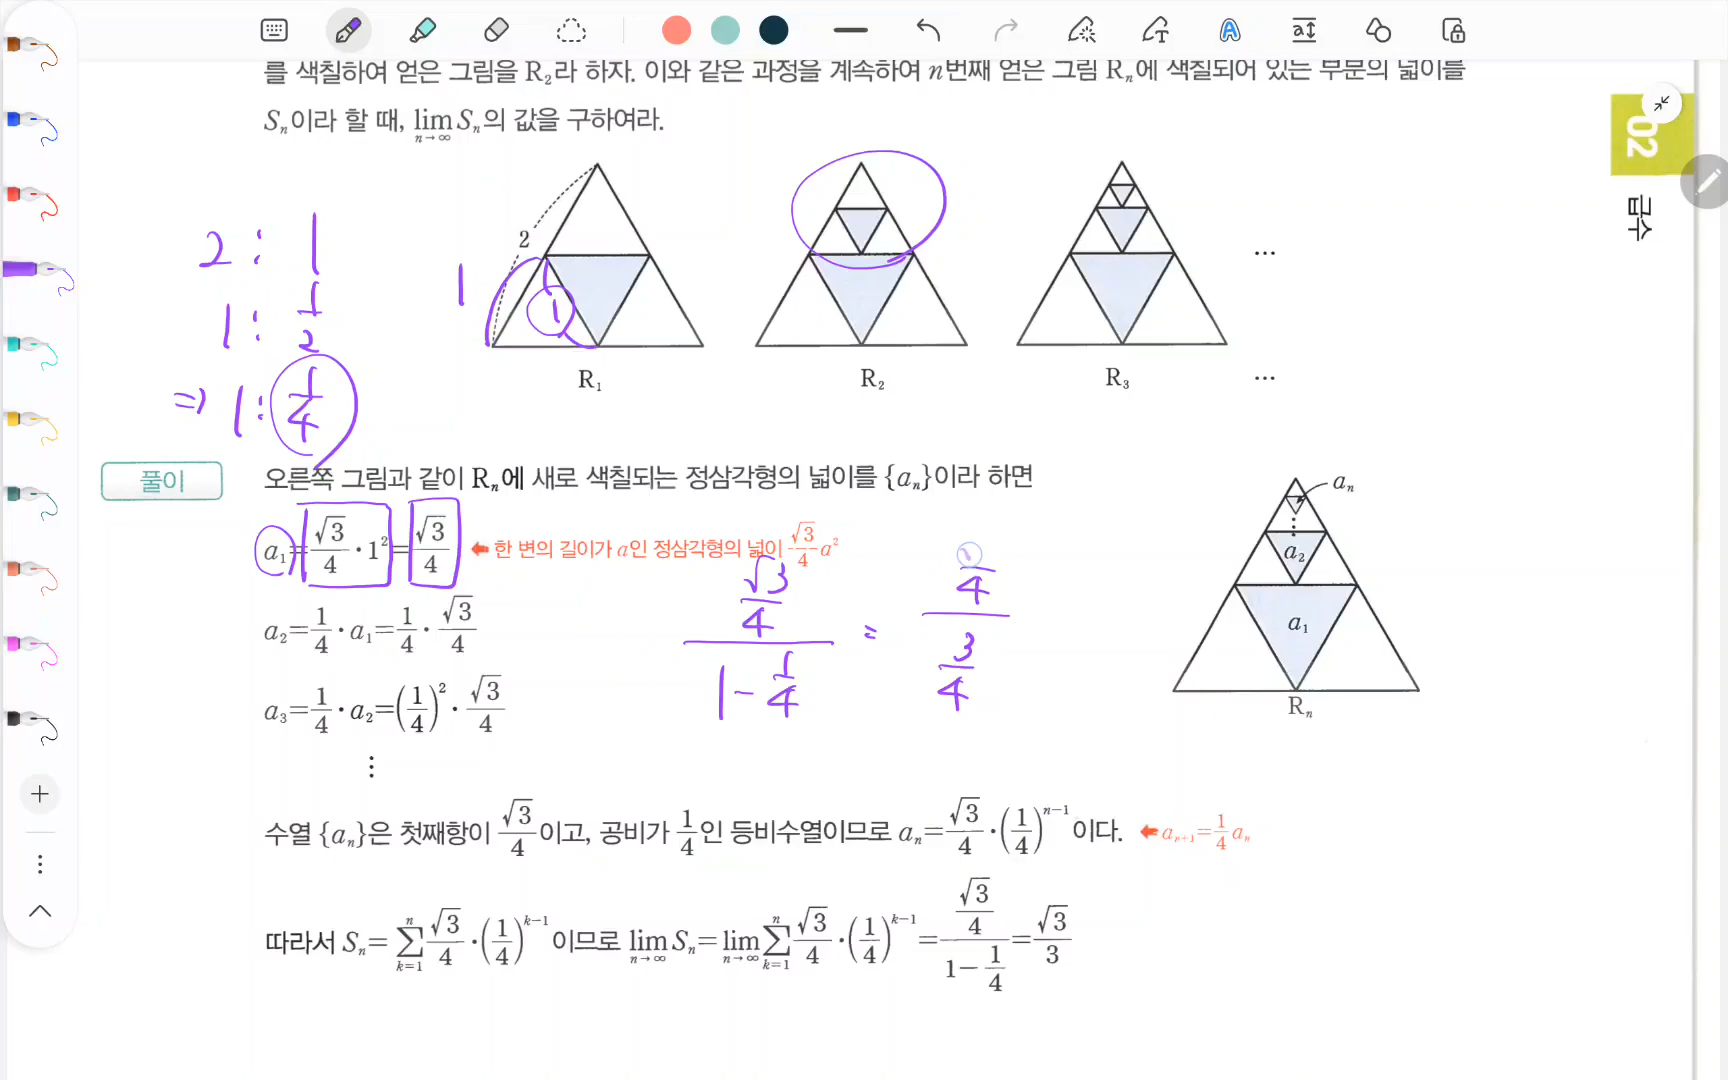 를 색칠하여 얻은 그림을 R₂라 하자. 이와 같은 과정을 계속하여 n번째 얻은 그림 Rₙ에 색칠되어 있는 부분의 넓이를
Sₙ이라 할 때, lim_{n→∞} Sₙ의 값을 구하여라.
02
급수
2
1
1
R₁
R₂
R₃
…
…
2 : 1
1 : 1/2
⇒ 1 : 1/4
풀이
오른쪽 그림과 같이 Rₙ에 새로 색칠되는 정삼각형의 넓이를 {aₙ}이라 하면
a₁=√3/4 · 1²=√3/4 ← 한 변의 길이가 a인 정삼각형의 넓이 √3/4 a²
a₂=1/4 · a₁=1/4 · √3/4
a₃=1/4 · a₂=(1/4)² · √3/4
⋮
(√3/4)/(1−1/4) = ( /4)/(3/4)
aₙ
a₂
a₁
Rₙ
수열 {aₙ}은 첫째항이 √3/4이고, 공비가 1/4인 등비수열이므로 aₙ=√3/4 · (1/4)^{n−1}이다. ← aₙ₊₁=1/4 aₙ
따라서 Sₙ=∑_{k=1}^{n} √3/4 · (1/4)^{k−1}이므로 lim_{n→∞} Sₙ=lim_{n→∞} ∑_{k=1}^{n} √3/4 · (1/4)^{k−1}=(√3/4)/(1−1/4)=√3/3